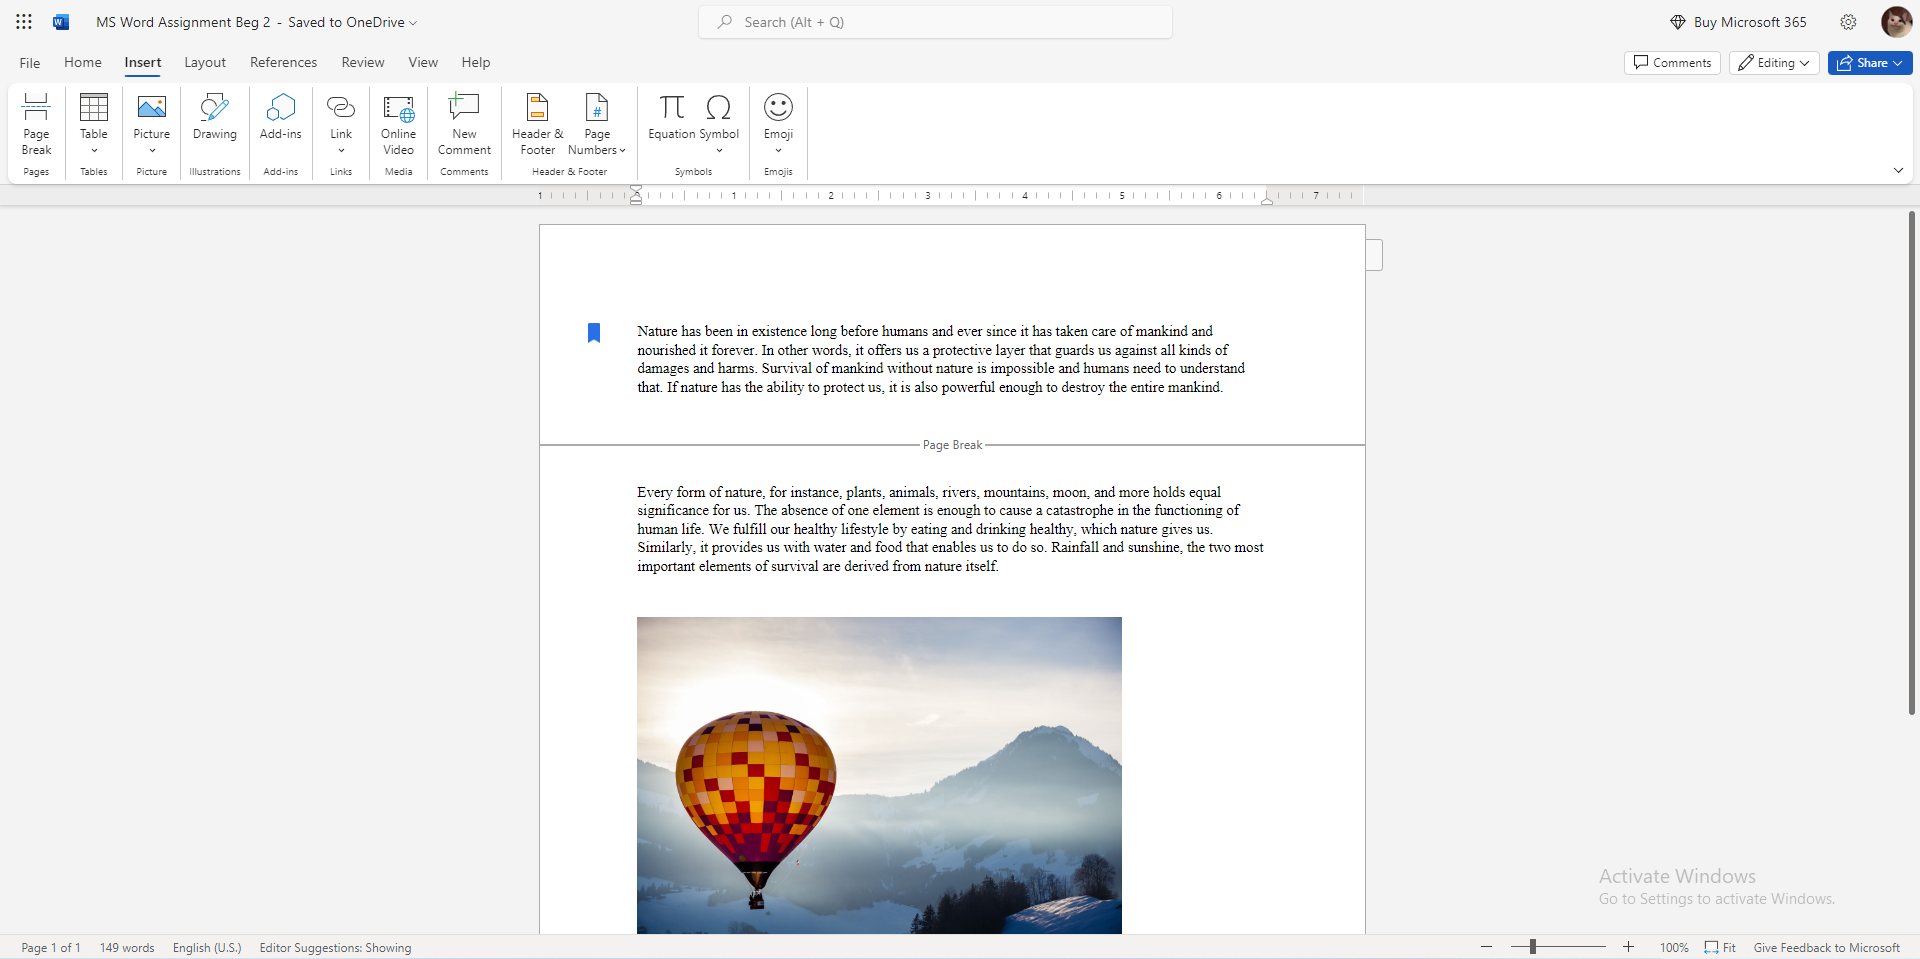 MS Word Assignment Beg 2 - Saved to OneDrive
Search (Alt + Q)
Buy Microsoft 365
File Home Insert Layout References Review View Help
Comments Editing Share
Page Break
Table
Picture
Drawing
Add-ins
Link
Online Video
New Comment
Header & Footer
Page Numbers
Equation
Symbol
Emoji
Pages Tables Picture Illustrations Add-ins Links Media Comments Header & Footer Symbols Emojis
1 1 2 3 4 5 6 7
Nature has been in existence long before humans and ever since it has taken care of mankind and
nourished it forever. In other words, it offers us a protective layer that guards us against all kinds of
damages and harms. Survival of mankind without nature is impossible and humans need to understand
that. If nature has the ability to protect us, it is also powerful enough to destroy the entire mankind.
Page Break
Every form of nature, for instance, plants, animals, rivers, mountains, moon, and more holds equal
significance for us. The absence of one element is enough to cause a catastrophe in the functioning of
human life. We fulfill our healthy lifestyle by eating and drinking healthy, which nature gives us.
Similarly, it provides us with water and food that enables us to do so. Rainfall and sunshine, the two most
important elements of survival are derived from nature itself.
Activate Windows
Go to Settings to activate Windows.
Page 1 of 1 149 words English (U.S.) Editor Suggestions: Showing
100% Fit Give Feedback to Microsoft